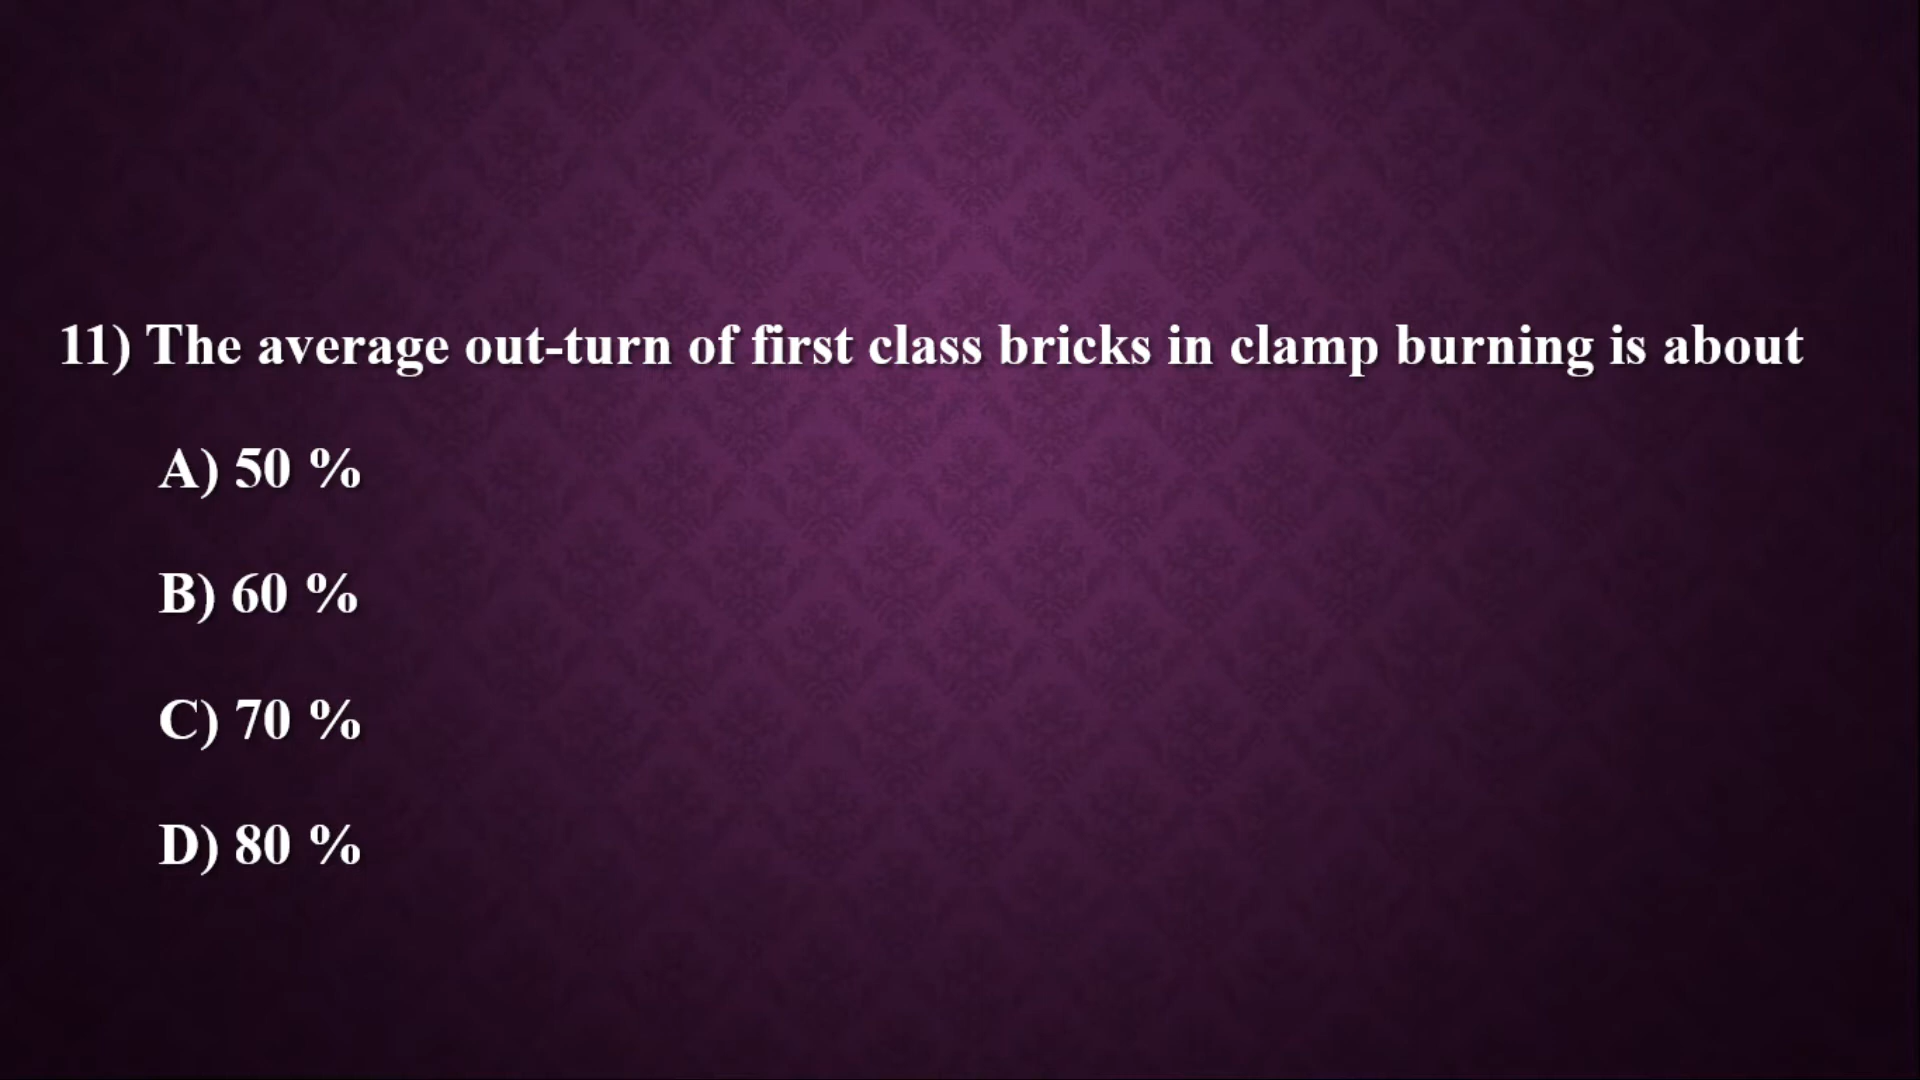 11) The average out-turn of first class bricks in clamp burning is about
A) 50 %
B) 60 %
C) 70 %
D) 80 %